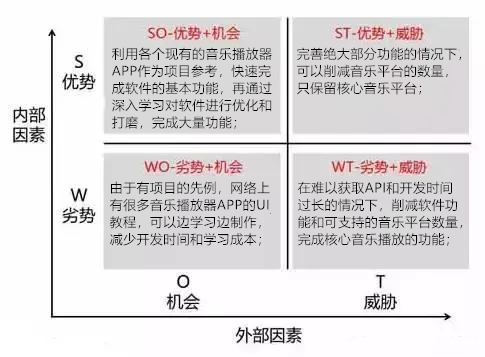 SO-优势+机会
利用各个现有的音乐播放器
APP作为项目参考，快速完
成软件的基本功能，再通过
深入学习对软件进行优化和
打磨，完成大量功能；
ST-优势+威胁
完善绝大部分功能的情况下，
可以削减音乐平台的数量，
只保留核心音乐平台；
S
优势
内部
因素
W
劣势
WO-劣势+机会
由于有项目的先例，网络上
有很多音乐播放器APP的UI
教程，可以边学习边制作，
减少开发时间和学习成本；
WT-劣势+威胁
在难以获取API和开发时间
过长的情况下，削减软件功
能和可支持的音乐平台数量，
完成核心音乐播放的功能；
O
机会
T
威胁
外部因素